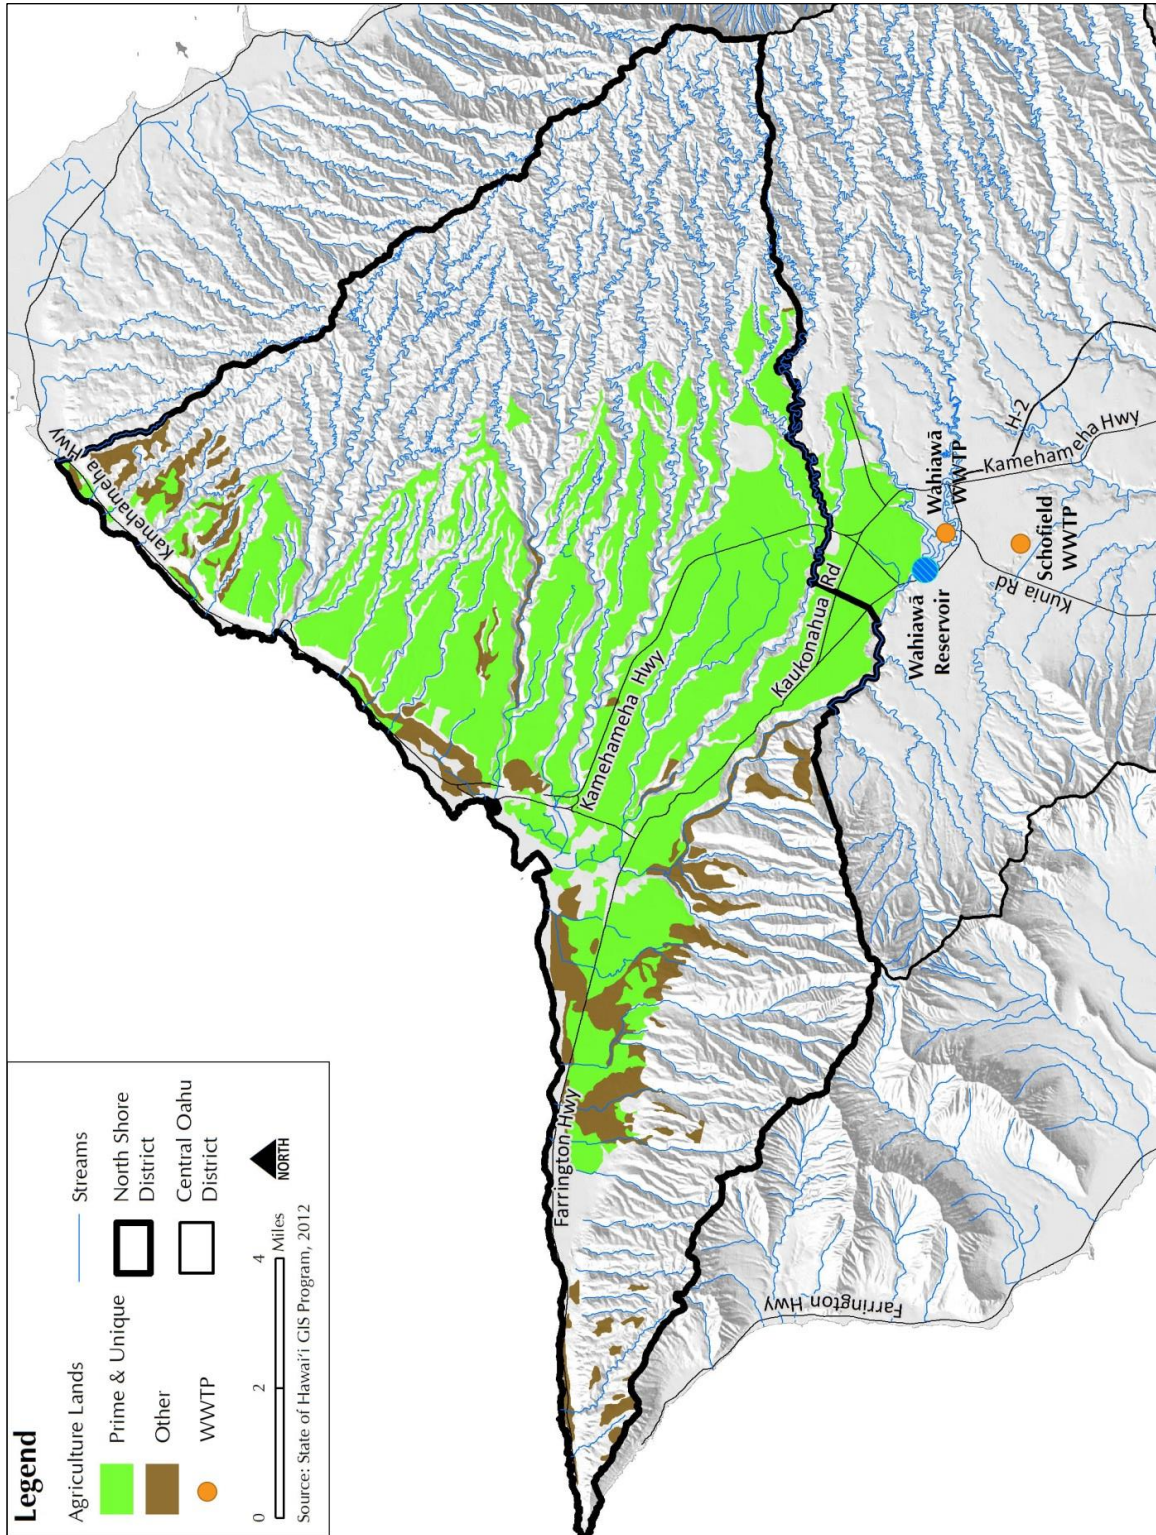 Legend
Agriculture Lands
Prime & Unique
Other
WWTP
Streams
North Shore
District
Central Oahu
District
0 2 4
Miles
NORTH
Source: State of Hawai‘i GIS Program, 2012
Farrington Hwy
Farrington Hwy
Kamehameha Hwy
Kamehameha Hwy
Kaukonahua Rd
Wahiawā
Reservoir
Wahiawā
WWTP
Schofield
WWTP
Kunia Rd
H-2
Kamehameha Hwy